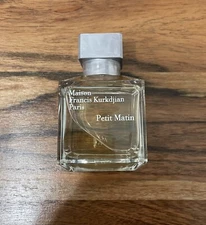 Maison
Francis Kurkdjian
Paris
Petit Matin